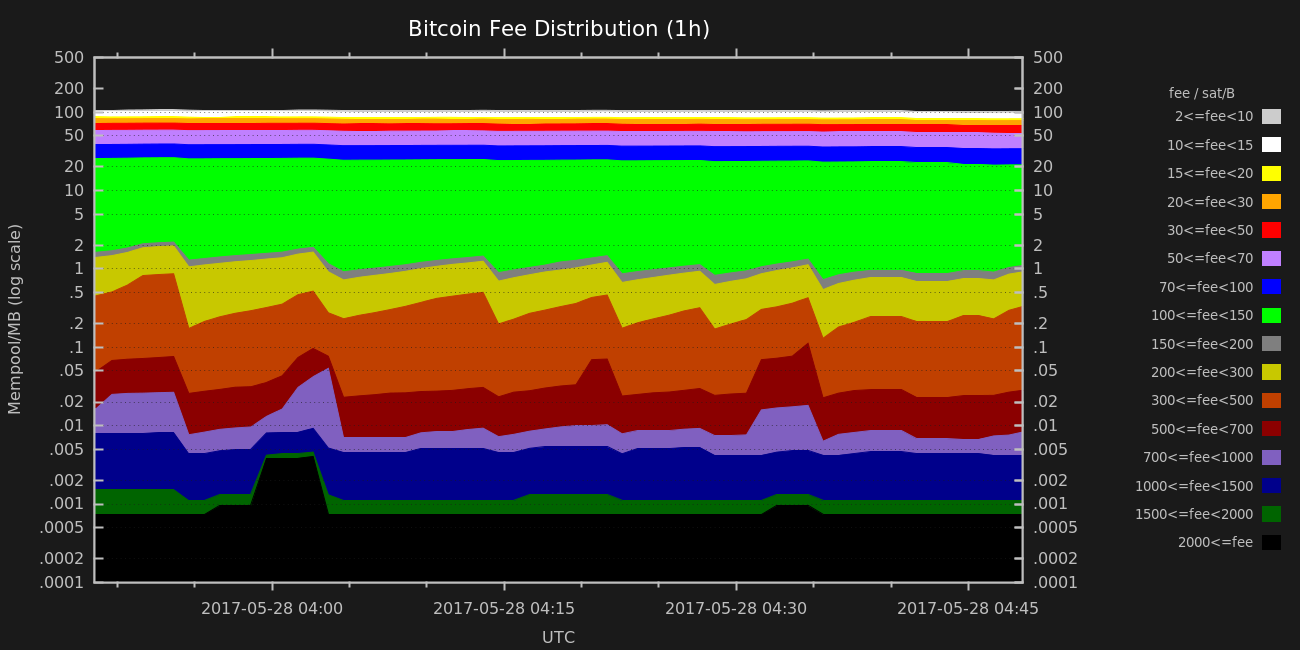 Bitcoin Fee Distribution (1h)
500
200
100
50
20
10
5
2
1
.5
.2
.1
.05
.02
.01
.005
.002
.001
.0005
.0002
.0001
Mempool/MB (log scale)
500
200
100
50
20
10
5
2
1
.5
.2
.1
.05
.02
.01
.005
.002
.001
.0005
.0002
.0001
2017-05-28 04:00
2017-05-28 04:15
2017-05-28 04:30
2017-05-28 04:45
UTC
fee / sat/B
2<=fee<10
10<=fee<15
15<=fee<20
20<=fee<30
30<=fee<50
50<=fee<70
70<=fee<100
100<=fee<150
150<=fee<200
200<=fee<300
300<=fee<500
500<=fee<700
700<=fee<1000
1000<=fee<1500
1500<=fee<2000
2000<=fee